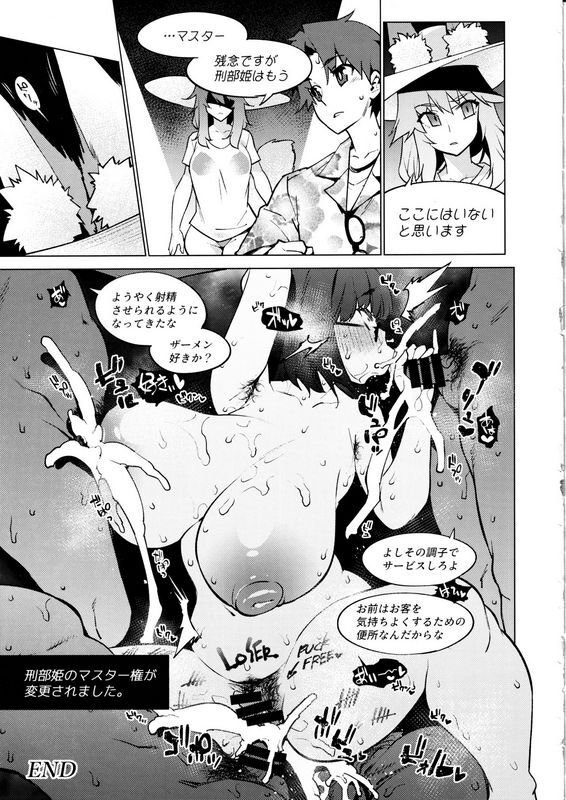 …マスター
残念ですが
刑部姫はもう
ここにはいない
と思います
ようやく射精
させられるように
なってきたな
ザーメン
好きか？
よしその調子で
サービスしろよ
お前はお客を
気持ちよくするための
便所なんだからな
LOSER
FUCK
FREE
刑部姫のマスター権が
変更されました。
END